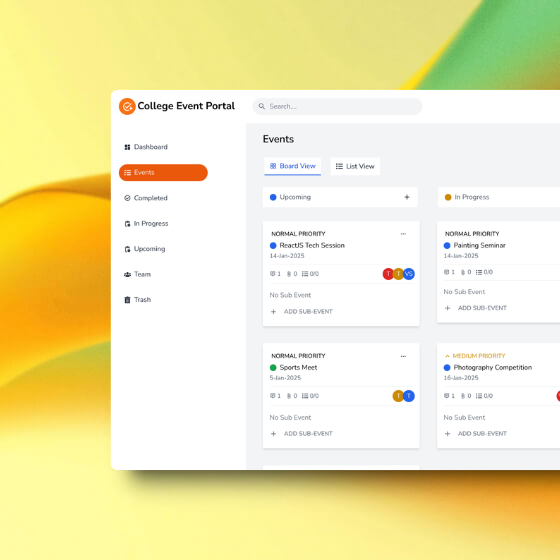 College Event Portal
Search....
Dashboard
Events
Completed
In Progress
Upcoming
Team
Trash
Events
Board View
List View
Upcoming
+
In Progress
NORMAL PRIORITY
...
ReactJS Tech Session
14-Jan-2025
1 0 0/0
T T VS
No Sub Event
+ ADD SUB-EVENT
NORMAL PRIORITY
Painting Seminar
14-Jan-2025
1 0 0/0
No Sub Event
+ ADD SUB-EVENT
NORMAL PRIORITY
...
Sports Meet
5-Jan-2025
1 0 0/0
T T
No Sub Event
+ ADD SUB-EVENT
MEDIUM PRIORITY
Photography Competition
16-Jan-2025
1 0 0/0
No Sub Event
+ ADD SUB-EVENT